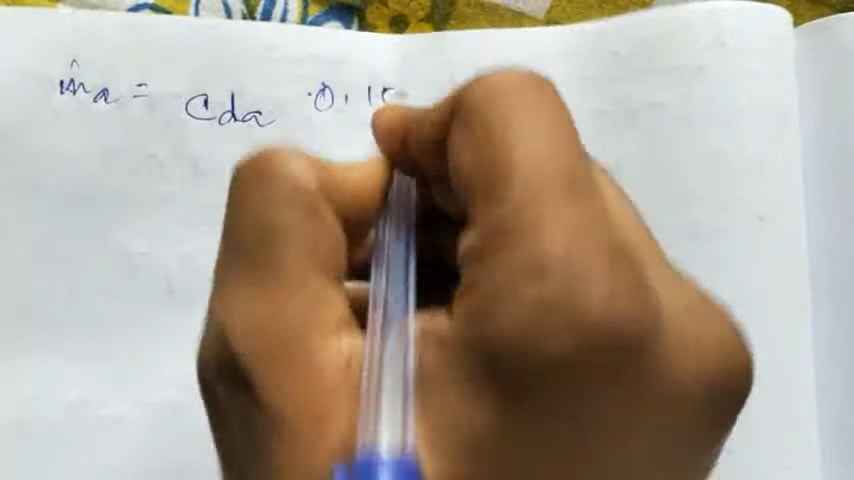 ṁa = Cda 0.15